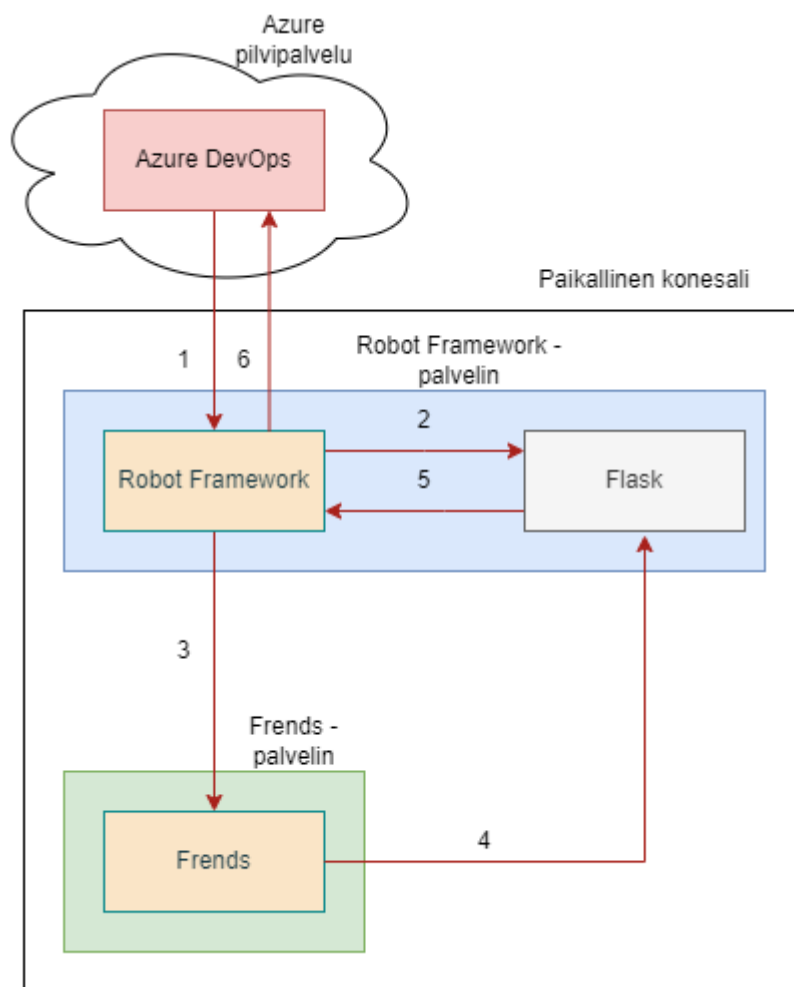 Azure
pilvipalvelu
Azure DevOps
Paikallinen konesali
1
6
Robot Framework -
palvelin
2
Robot Framework
5
Flask
3
Frends -
palvelin
Frends
4